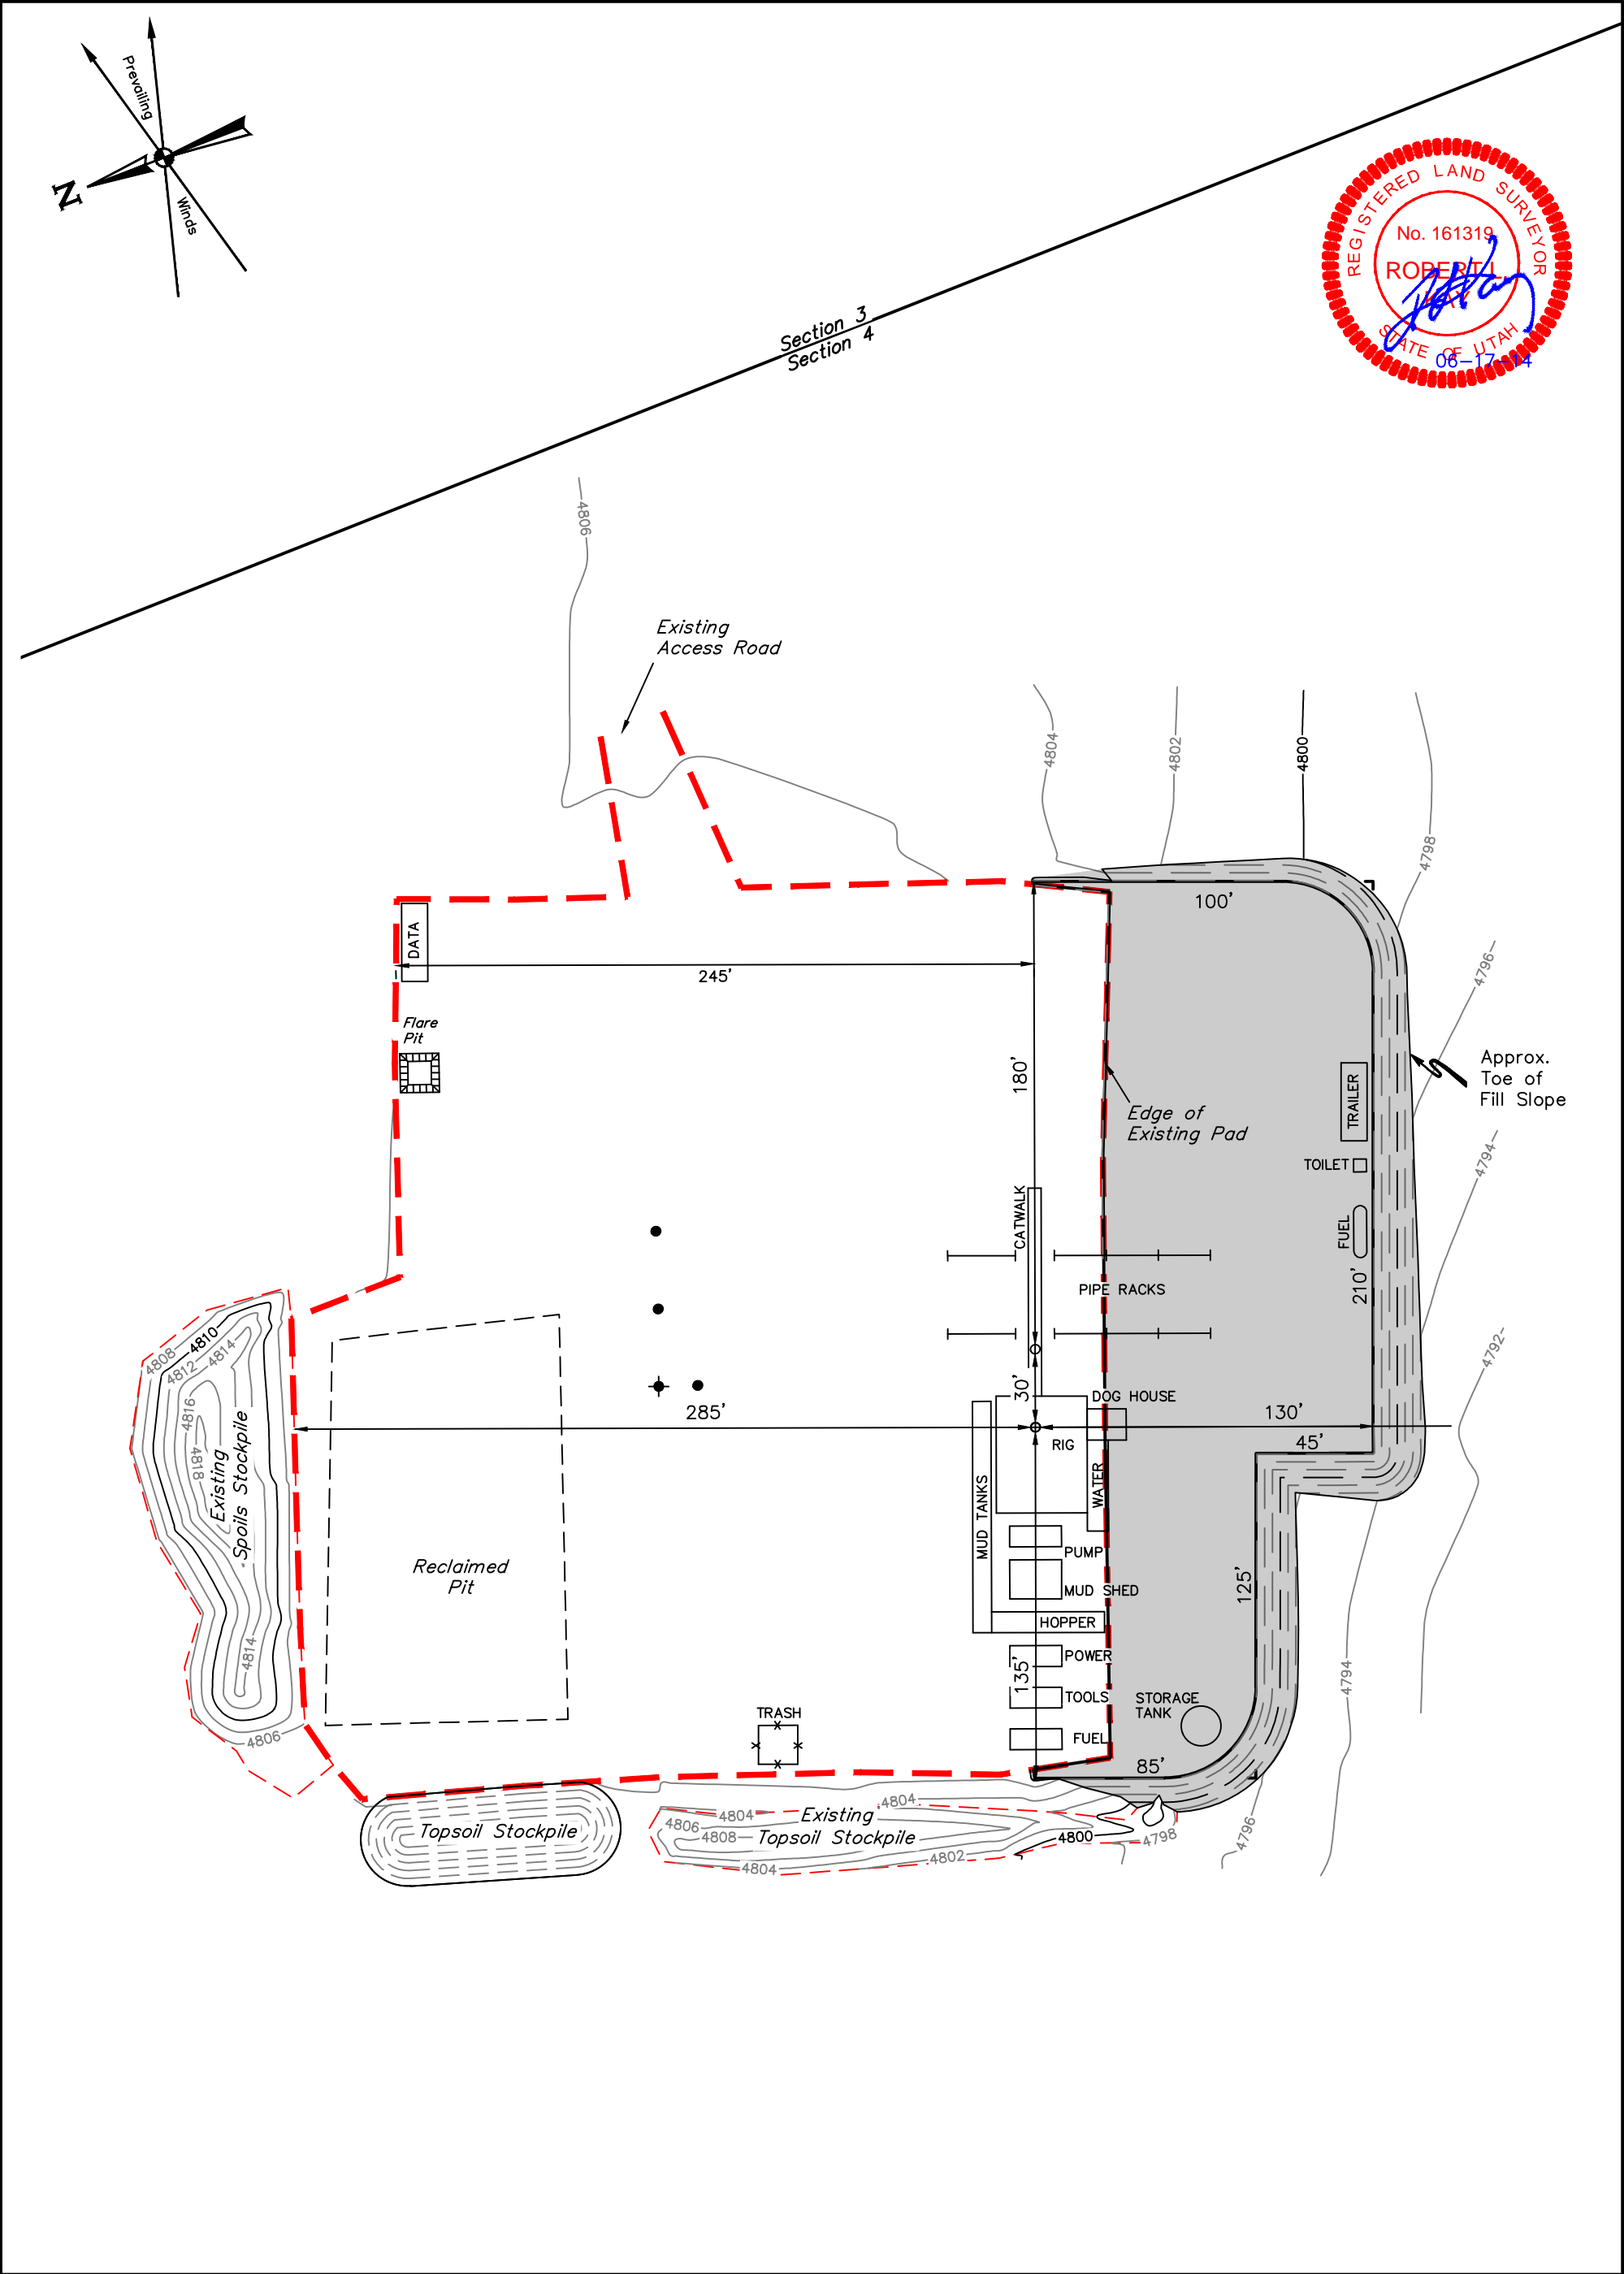 Prevailing
Winds
N
REGISTERED LAND SURVEYOR
No. 161319
ROBERT L.
STATE OF UTAH
06-17-14
Section 3
Section 4
4806
Existing
Access Road
4804
4802
4800
4798
100'
DATA
245'
4796
Flare
Pit
180'
Approx.
Toe of
Fill Slope
TRAILER
Edge of
Existing Pad
4794
TOILET
CATWALK
FUEL
210'
PIPE RACKS
4792
4808
4810
4812
4814
4816
4818
Existing
Spoils Stockpile
4814
4806
30'
DOG HOUSE
285'
130'
RIG
45'
MUD TANKS
WATER
PUMP
Reclaimed
Pit
MUD SHED
125'
HOPPER
POWER
135'
TOOLS
STORAGE
TANK
TRASH
FUEL
85'
4794
4796
Topsoil Stockpile
4804
4804
Existing
4806
4808
Topsoil Stockpile
4800
4798
4802
4804